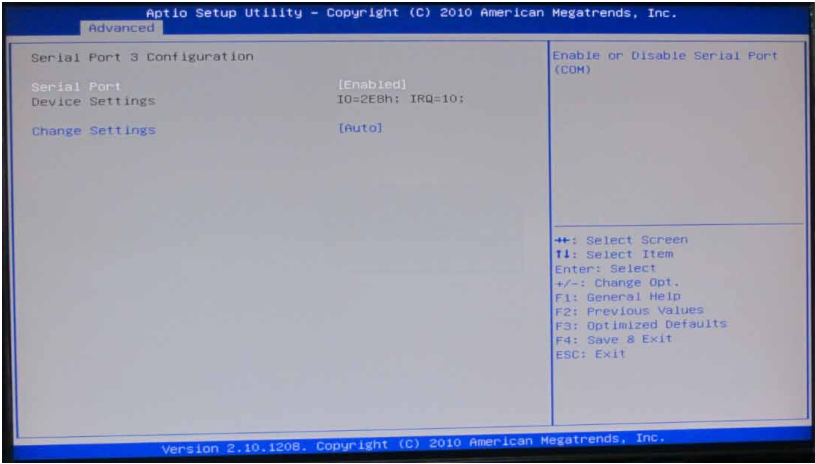 Aptio Setup Utility – Copyright (C) 2010 American Megatrends, Inc.
Advanced
Serial Port 3 Configuration
Serial Port [Enabled]
Device Settings IO=2E8h; IRQ=10;
Change Settings [Auto]
Enable or Disable Serial Port
(COM)
→←: Select Screen
↑↓: Select Item
Enter: Select
+/-: Change Opt.
F1: General Help
F2: Previous Values
F3: Optimized Defaults
F4: Save & Exit
ESC: Exit
Version 2.10.1208. Copyright (C) 2010 American Megatrends, Inc.